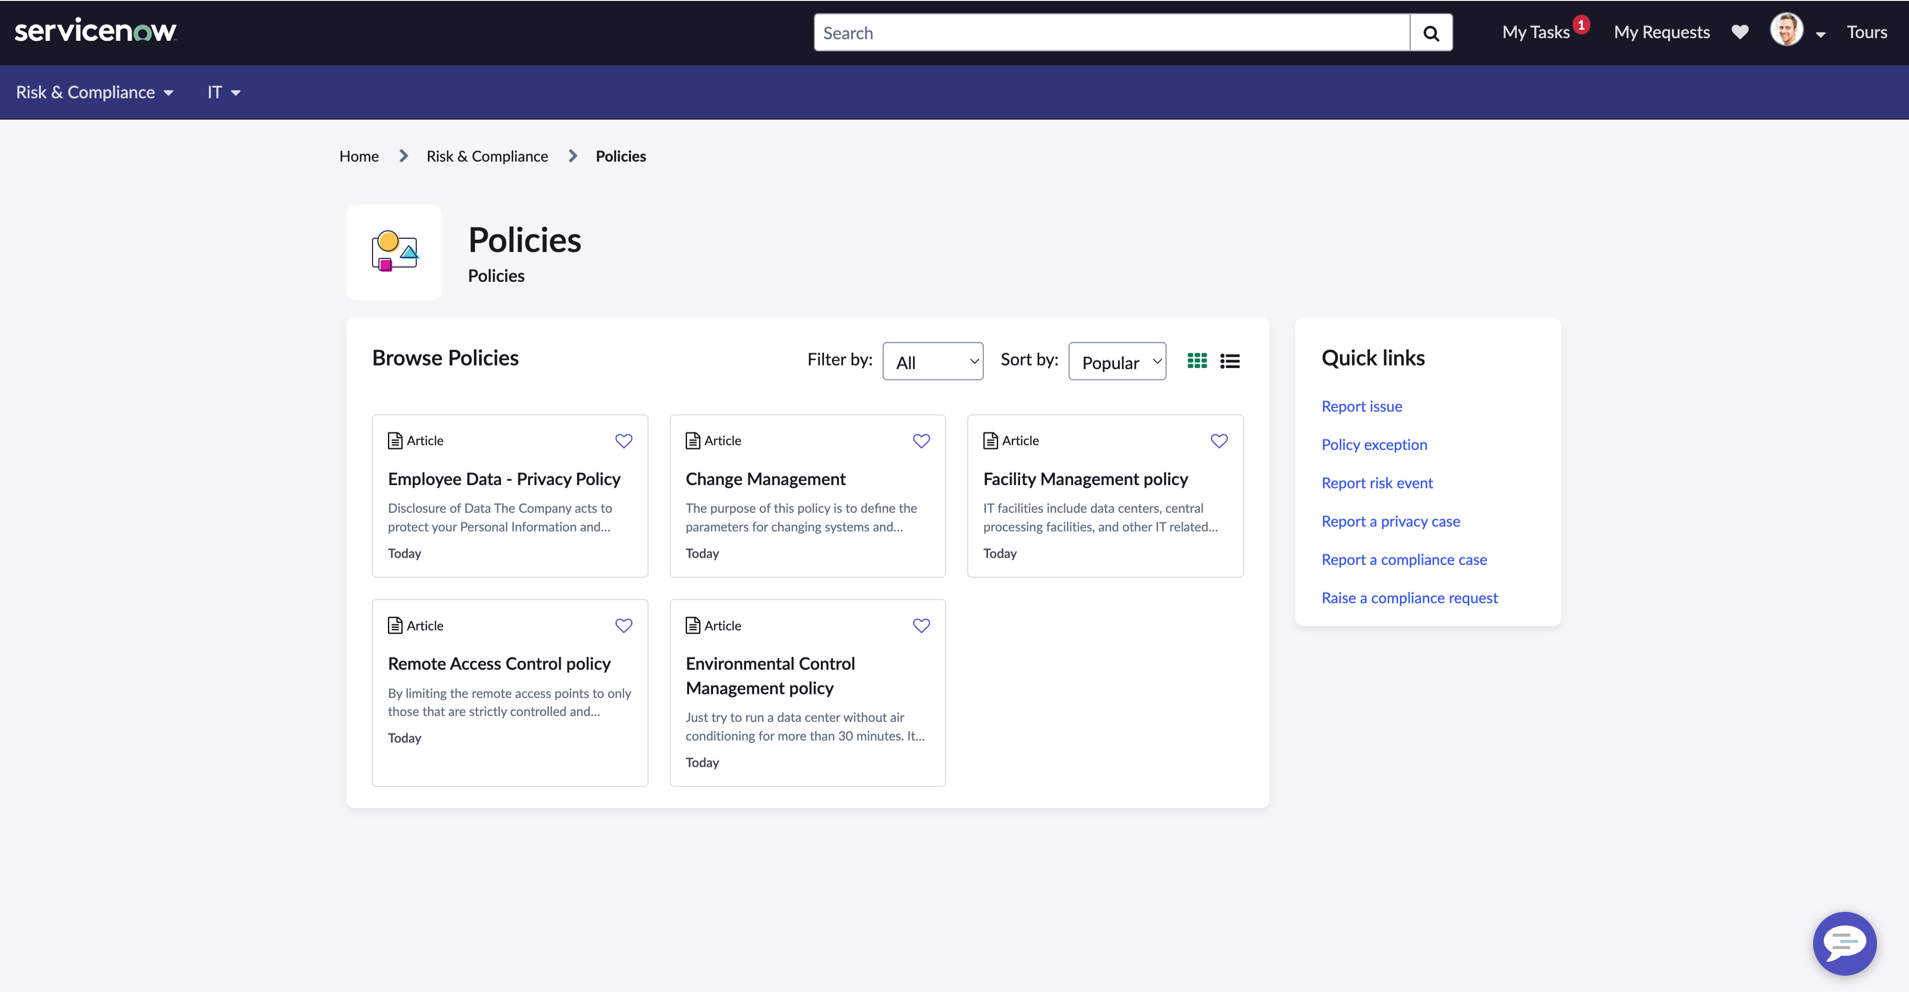 servicenow
Search
My Tasks 1
My Requests
Tours
Risk & Compliance
IT
Home
Risk & Compliance
Policies
Policies
Policies
Browse Policies
Filter by: All
Sort by: Popular
Article
Employee Data - Privacy Policy
Disclosure of Data The Company acts to
protect your Personal Information and...
Today
Article
Change Management
The purpose of this policy is to define the
parameters for changing systems and...
Today
Article
Facility Management policy
IT facilities include data centers, central
processing facilities, and other IT related...
Today
Article
Remote Access Control policy
By limiting the remote access points to only
those that are strictly controlled and...
Today
Article
Environmental Control
Management policy
Just try to run a data center without air
conditioning for more than 30 minutes. It...
Today
Quick links
Report issue
Policy exception
Report risk event
Report a privacy case
Report a compliance case
Raise a compliance request